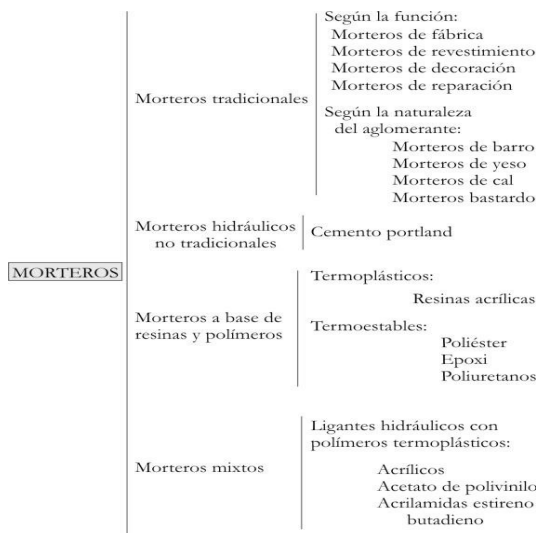 MORTEROS
Morteros tradicionales
Según la función:
Morteros de fábrica
Morteros de revestimiento
Morteros de decoración
Morteros de reparación
Según la naturaleza
del aglomerante:
Morteros de barro
Morteros de yeso
Morteros de cal
Morteros bastardo
Morteros hidráulicos
no tradicionales
Cemento portland
Morteros a base de
resinas y polímeros
Termoplásticos:
Resinas acrílicas
Termoestables:
Poliéster
Epoxi
Poliuretanos
Morteros mixtos
Ligantes hidráulicos con
polímeros termoplásticos:
Acrílicos
Acetato de polivinilo
Acrilamidas estireno
butadieno